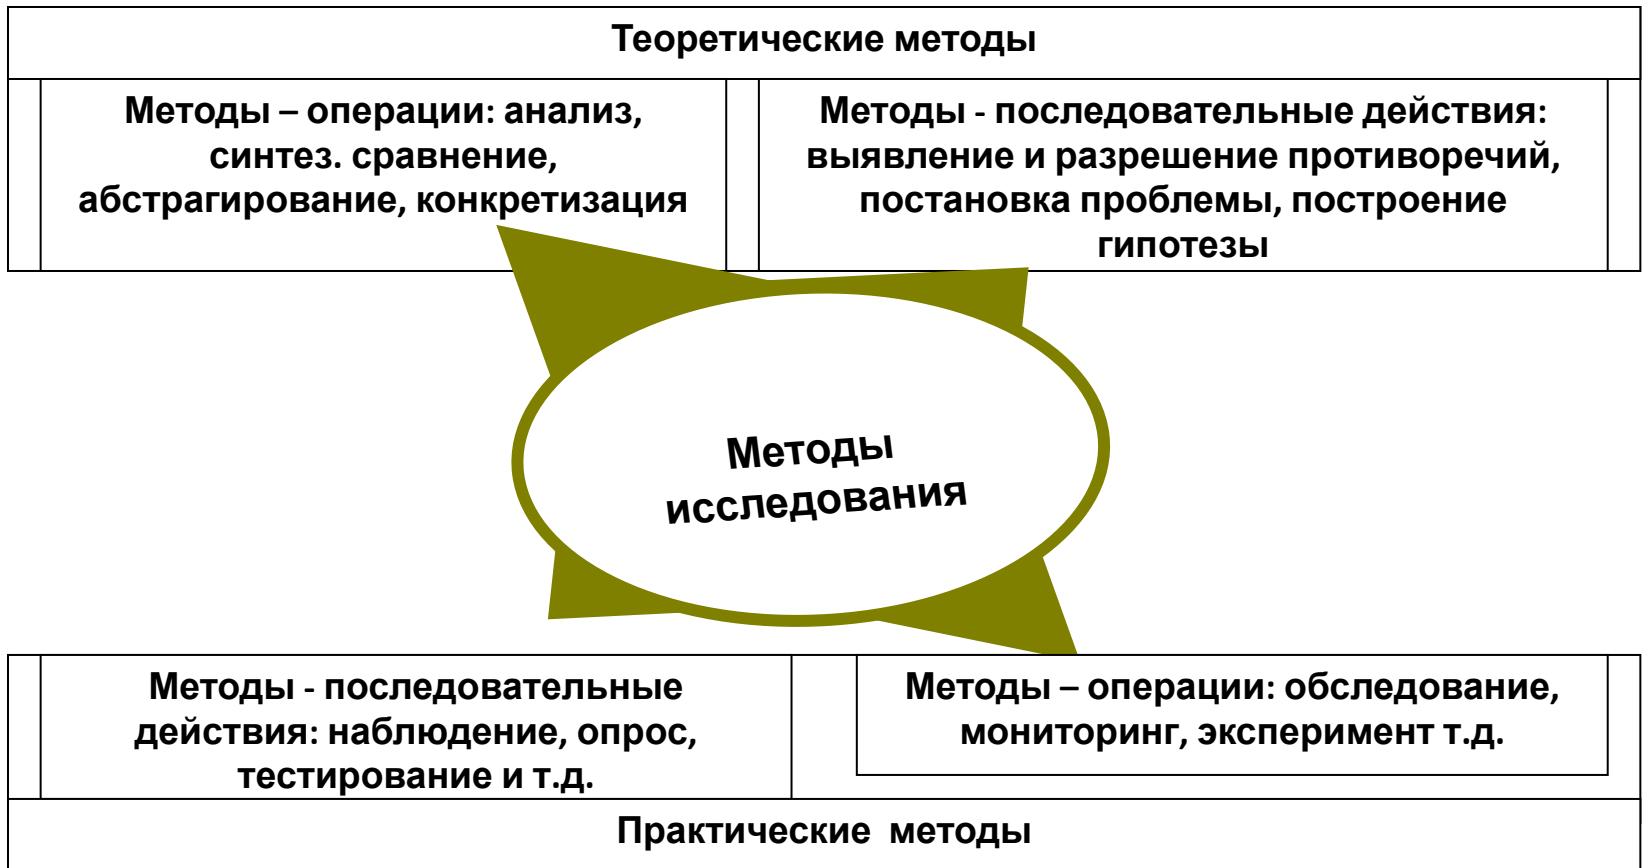 Теоретические методы
Методы – операции: анализ,
синтез. сравнение,
абстрагирование, конкретизация
Методы - последовательные действия:
выявление и разрешение противоречий,
постановка проблемы, построение
гипотезы
Методы
исследования
Методы - последовательные
действия: наблюдение, опрос,
тестирование и т.д.
Методы – операции: обследование,
мониторинг, эксперимент т.д.
Практические  методы